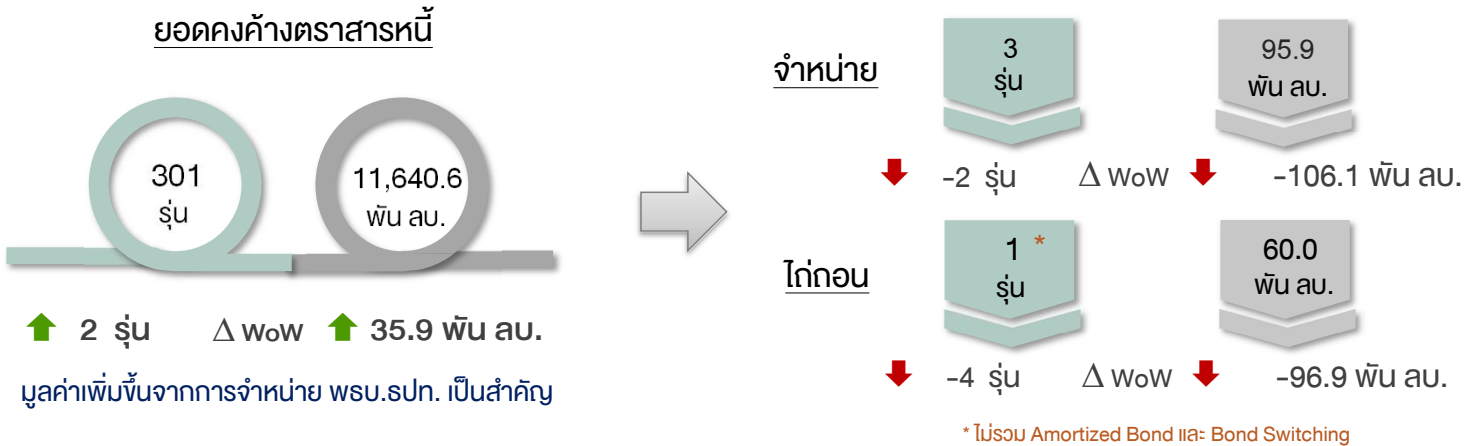 ยอดคงค้างตราสารหนี้
301
รุ่น
11,640.6
พัน ลบ.
2 รุ่น Δ WoW 35.9 พัน ลบ.
มูลค่าเพิ่มขึ้นจากการจำหน่าย พธบ.ธปท. เป็นสำคัญ
จำหน่าย
3
รุ่น
95.9
พัน ลบ.
-2 รุ่น Δ WoW -106.1 พัน ลบ.
ไถ่ถอน
1 *
รุ่น
60.0
พัน ลบ.
-4 รุ่น Δ WoW -96.9 พัน ลบ.
* ไม่รวม Amortized Bond และ Bond Switching